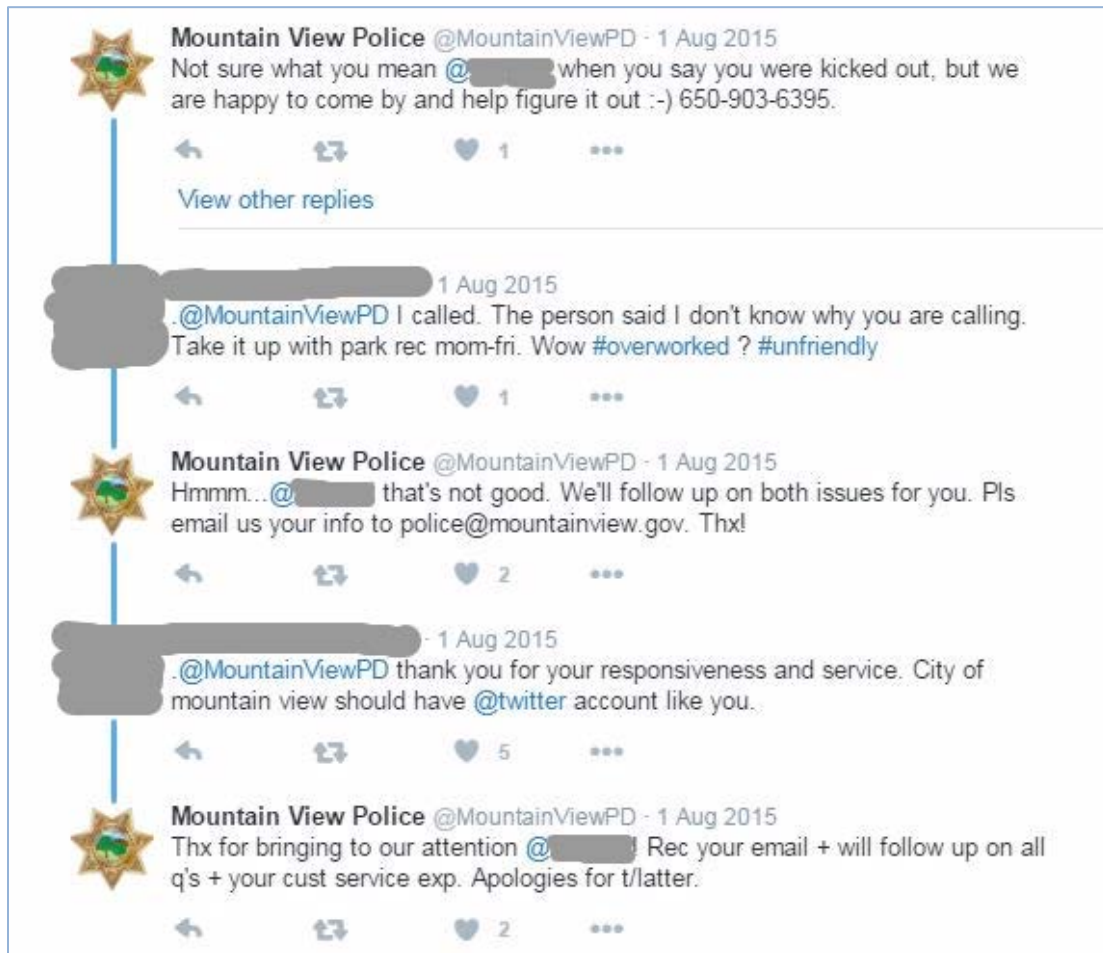 Mountain View Police @MountainViewPD · 1 Aug 2015
Not sure what you mean @ when you say you were kicked out, but we
are happy to come by and help figure it out :-) 650-903-6395.
1
View other replies
1 Aug 2015
.@MountainViewPD I called. The person said I don't know why you are calling.
Take it up with park rec mom-fri. Wow #overworked ? #unfriendly
1
Mountain View Police @MountainViewPD · 1 Aug 2015
Hmmm...@ that's not good. We'll follow up on both issues for you. Pls
email us your info to police@mountainview.gov. Thx!
2
· 1 Aug 2015
.@MountainViewPD thank you for your responsiveness and service. City of
mountain view should have @twitter account like you.
5
Mountain View Police @MountainViewPD · 1 Aug 2015
Thx for bringing to our attention @! Rec your email + will follow up on all
q's + your cust service exp. Apologies for t/latter.
2